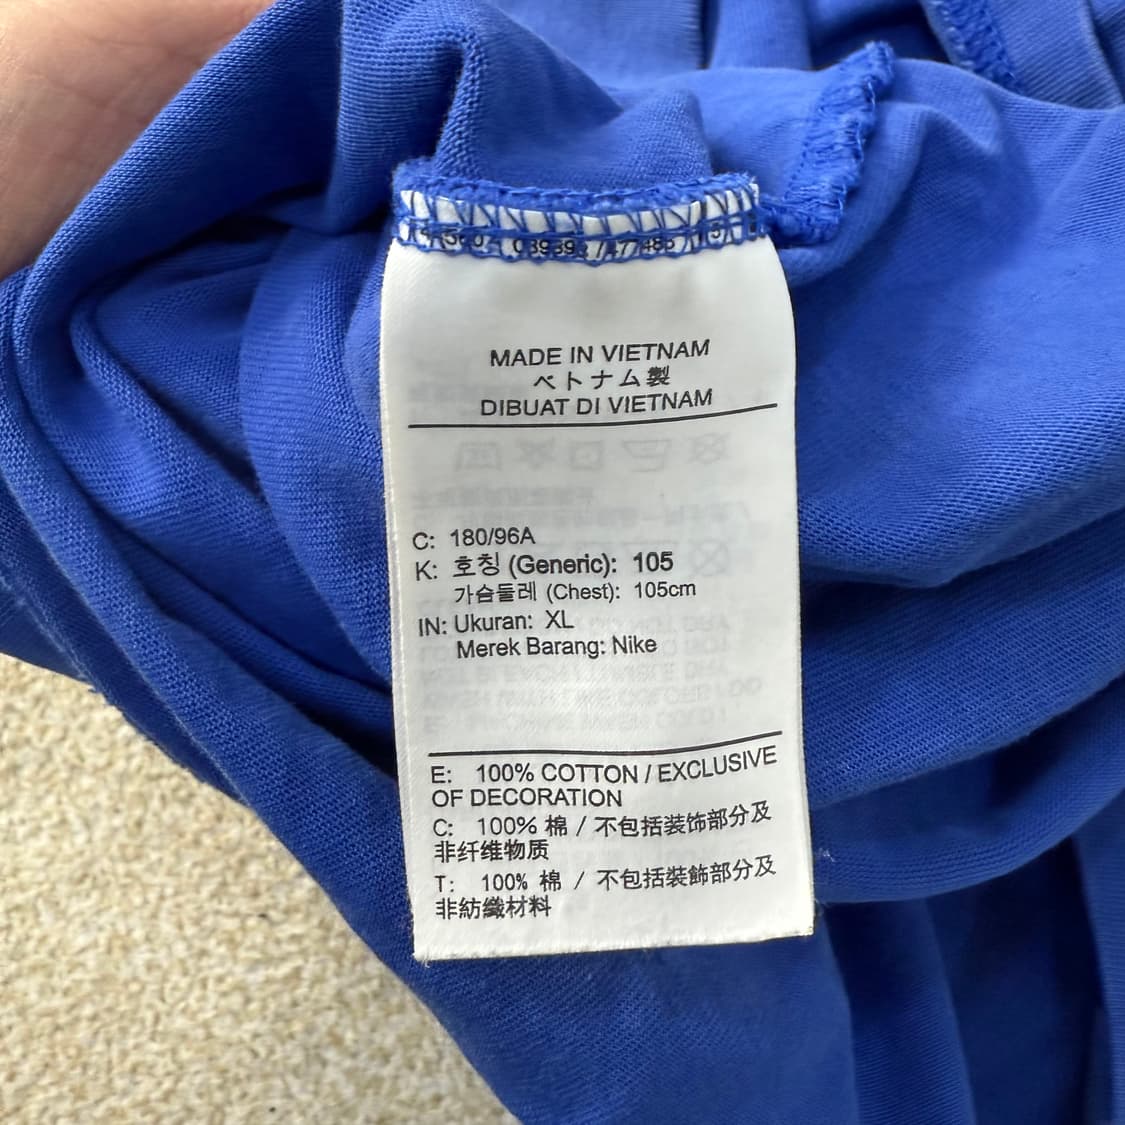 MADE IN VIETNAM
ベトナム製
DIBUAT DI VIETNAM
C: 180/96A
K: 호칭 (Generic): 105
가슴둘레 (Chest): 105cm
IN: Ukuran: XL
Merek Barang: Nike
E: 100% COTTON / EXCLUSIVE
OF DECORATION
C: 100% 棉 / 不包括装饰部分及
非纤维物质
T: 100% 棉 / 不包括裝飾部分及
非紡織材料